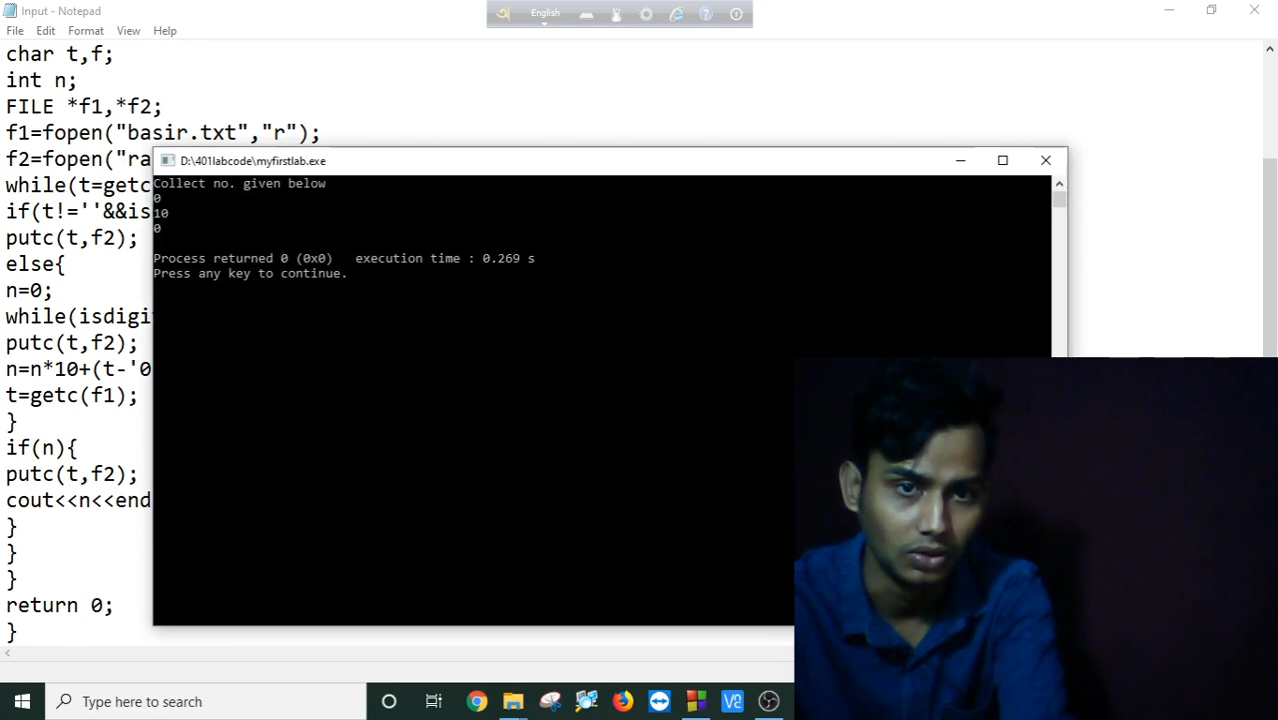 Input - Notepad
English
File Edit Format View Help
char t,f;
int n;
FILE *f1,*f2;
f1=fopen("basir.txt","r");
f2=fopen("ra
while(t=getc
if(t!=''&&is
putc(t,f2);
else{
n=0;
while(isdigi
putc(t,f2);
n=n*10+(t-'0
t=getc(f1);
}
if(n){
putc(t,f2);
cout<<n<<end
}
}
}
return 0;
}
D:\401labcode\myfirstlab.exe
Collect no. given below
0
10
0
Process returned 0 (0x0) execution time : 0.269 s
Press any key to continue.
Type here to search